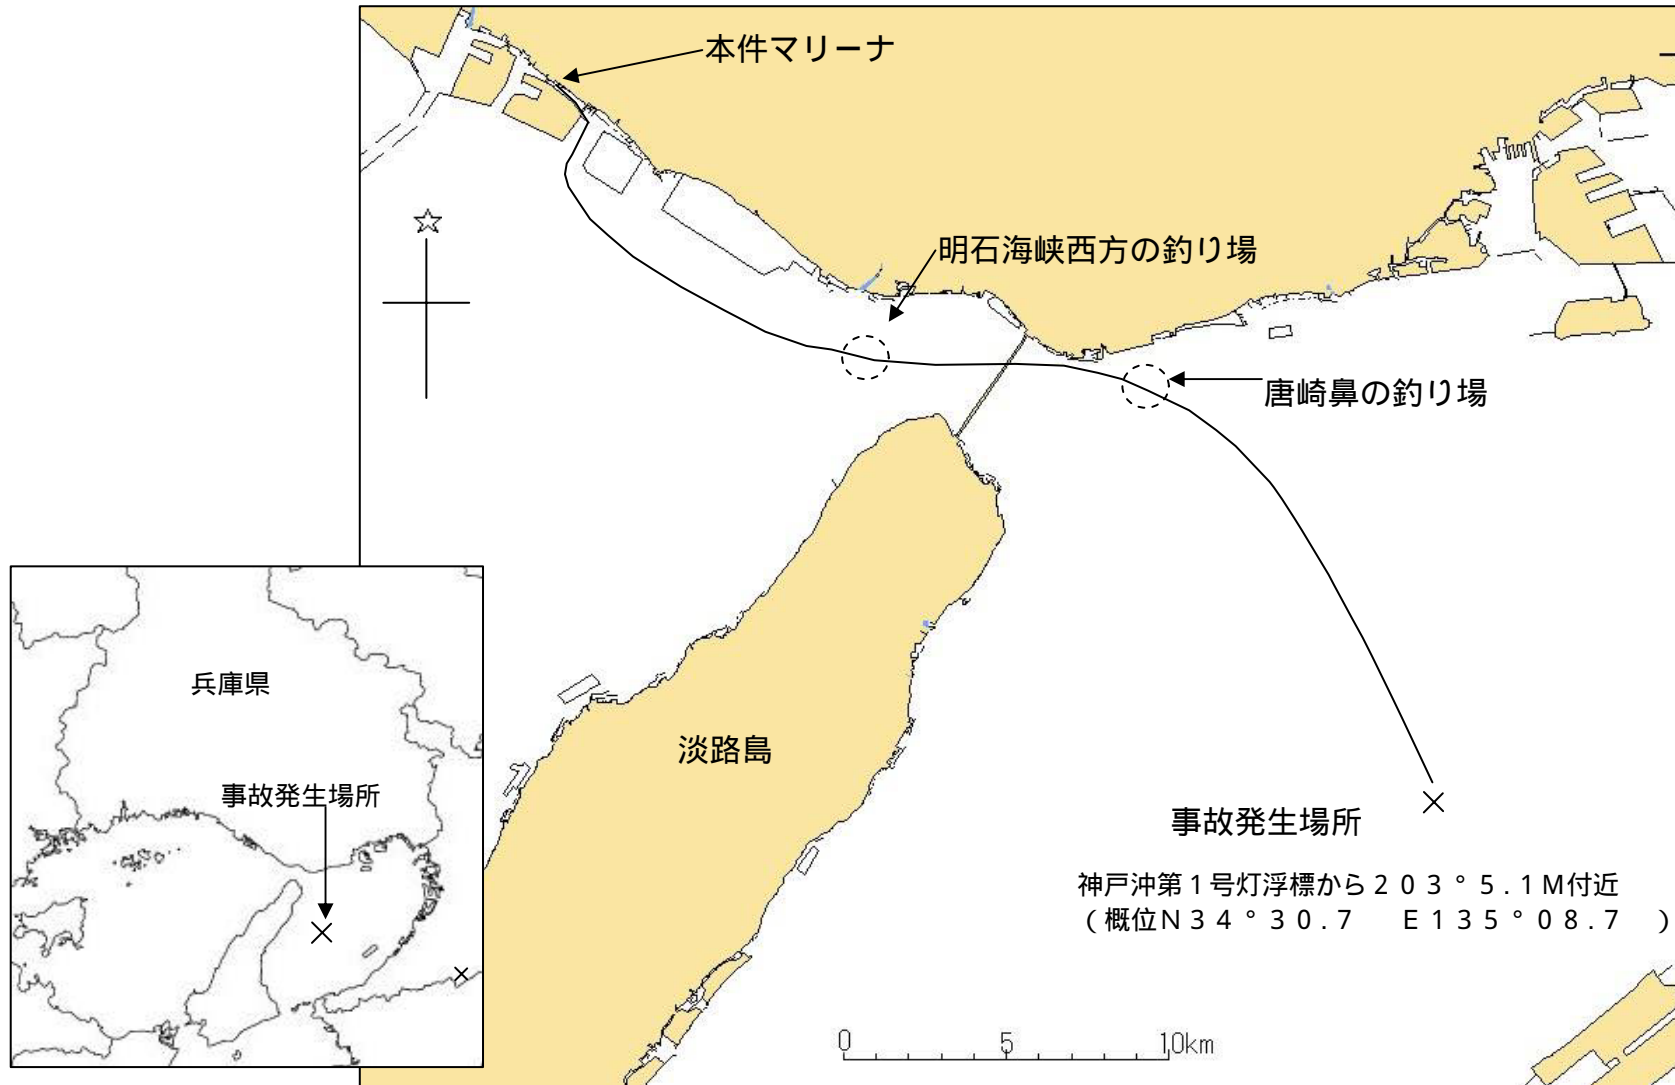 本件マリーナ
明石海峡西方の釣り場
唐崎鼻の釣り場
兵庫県
淡路島
事故発生場所
事故発生場所
神戸沖第1号灯浮標から203°5.1M付近
(概位N34°30.7 E135°08.7 )
0 5 10km